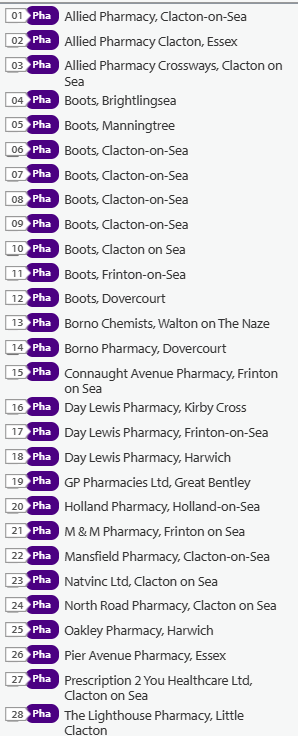 01 Pha Allied Pharmacy, Clacton-on-Sea
02 Pha Allied Pharmacy Clacton, Essex
03 Pha Allied Pharmacy Crossways, Clacton on
Sea
04 Pha Boots, Brightlingsea
05 Pha Boots, Manningtree
06 Pha Boots, Clacton-on-Sea
07 Pha Boots, Clacton-on-Sea
08 Pha Boots, Clacton-on-Sea
09 Pha Boots, Clacton-on-Sea
10 Pha Boots, Clacton on Sea
11 Pha Boots, Frinton-on-Sea
12 Pha Boots, Dovercourt
13 Pha Borno Chemists, Walton on The Naze
14 Pha Borno Pharmacy, Dovercourt
15 Pha Connaught Avenue Pharmacy, Frinton
on Sea
16 Pha Day Lewis Pharmacy, Kirby Cross
17 Pha Day Lewis Pharmacy, Frinton-on-Sea
18 Pha Day Lewis Pharmacy, Harwich
19 Pha GP Pharmacies Ltd, Great Bentley
20 Pha Holland Pharmacy, Holland-on-Sea
21 Pha M & M Pharmacy, Frinton on Sea
22 Pha Mansfield Pharmacy, Clacton-on-Sea
23 Pha Natvinc Ltd, Clacton on Sea
24 Pha North Road Pharmacy, Clacton on Sea
25 Pha Oakley Pharmacy, Harwich
26 Pha Pier Avenue Pharmacy, Essex
27 Pha Prescription 2 You Healthcare Ltd,
Clacton on Sea
28 Pha The Lighthouse Pharmacy, Little
Clacton